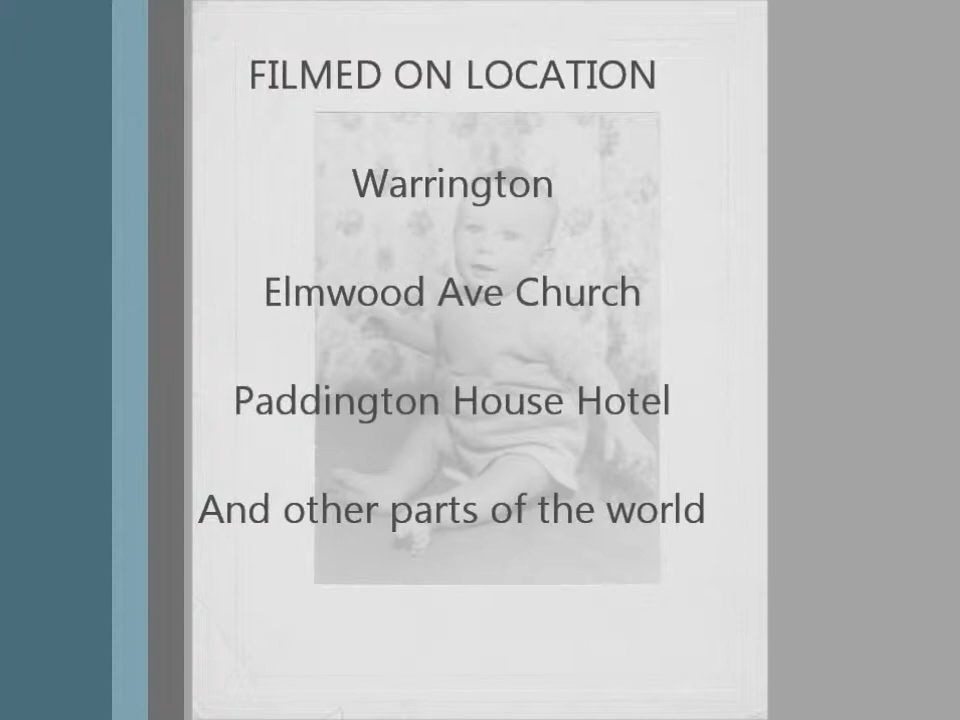 FILMED ON LOCATION
Warrington
Elmwood Ave Church
Paddington House Hotel
And other parts of the world